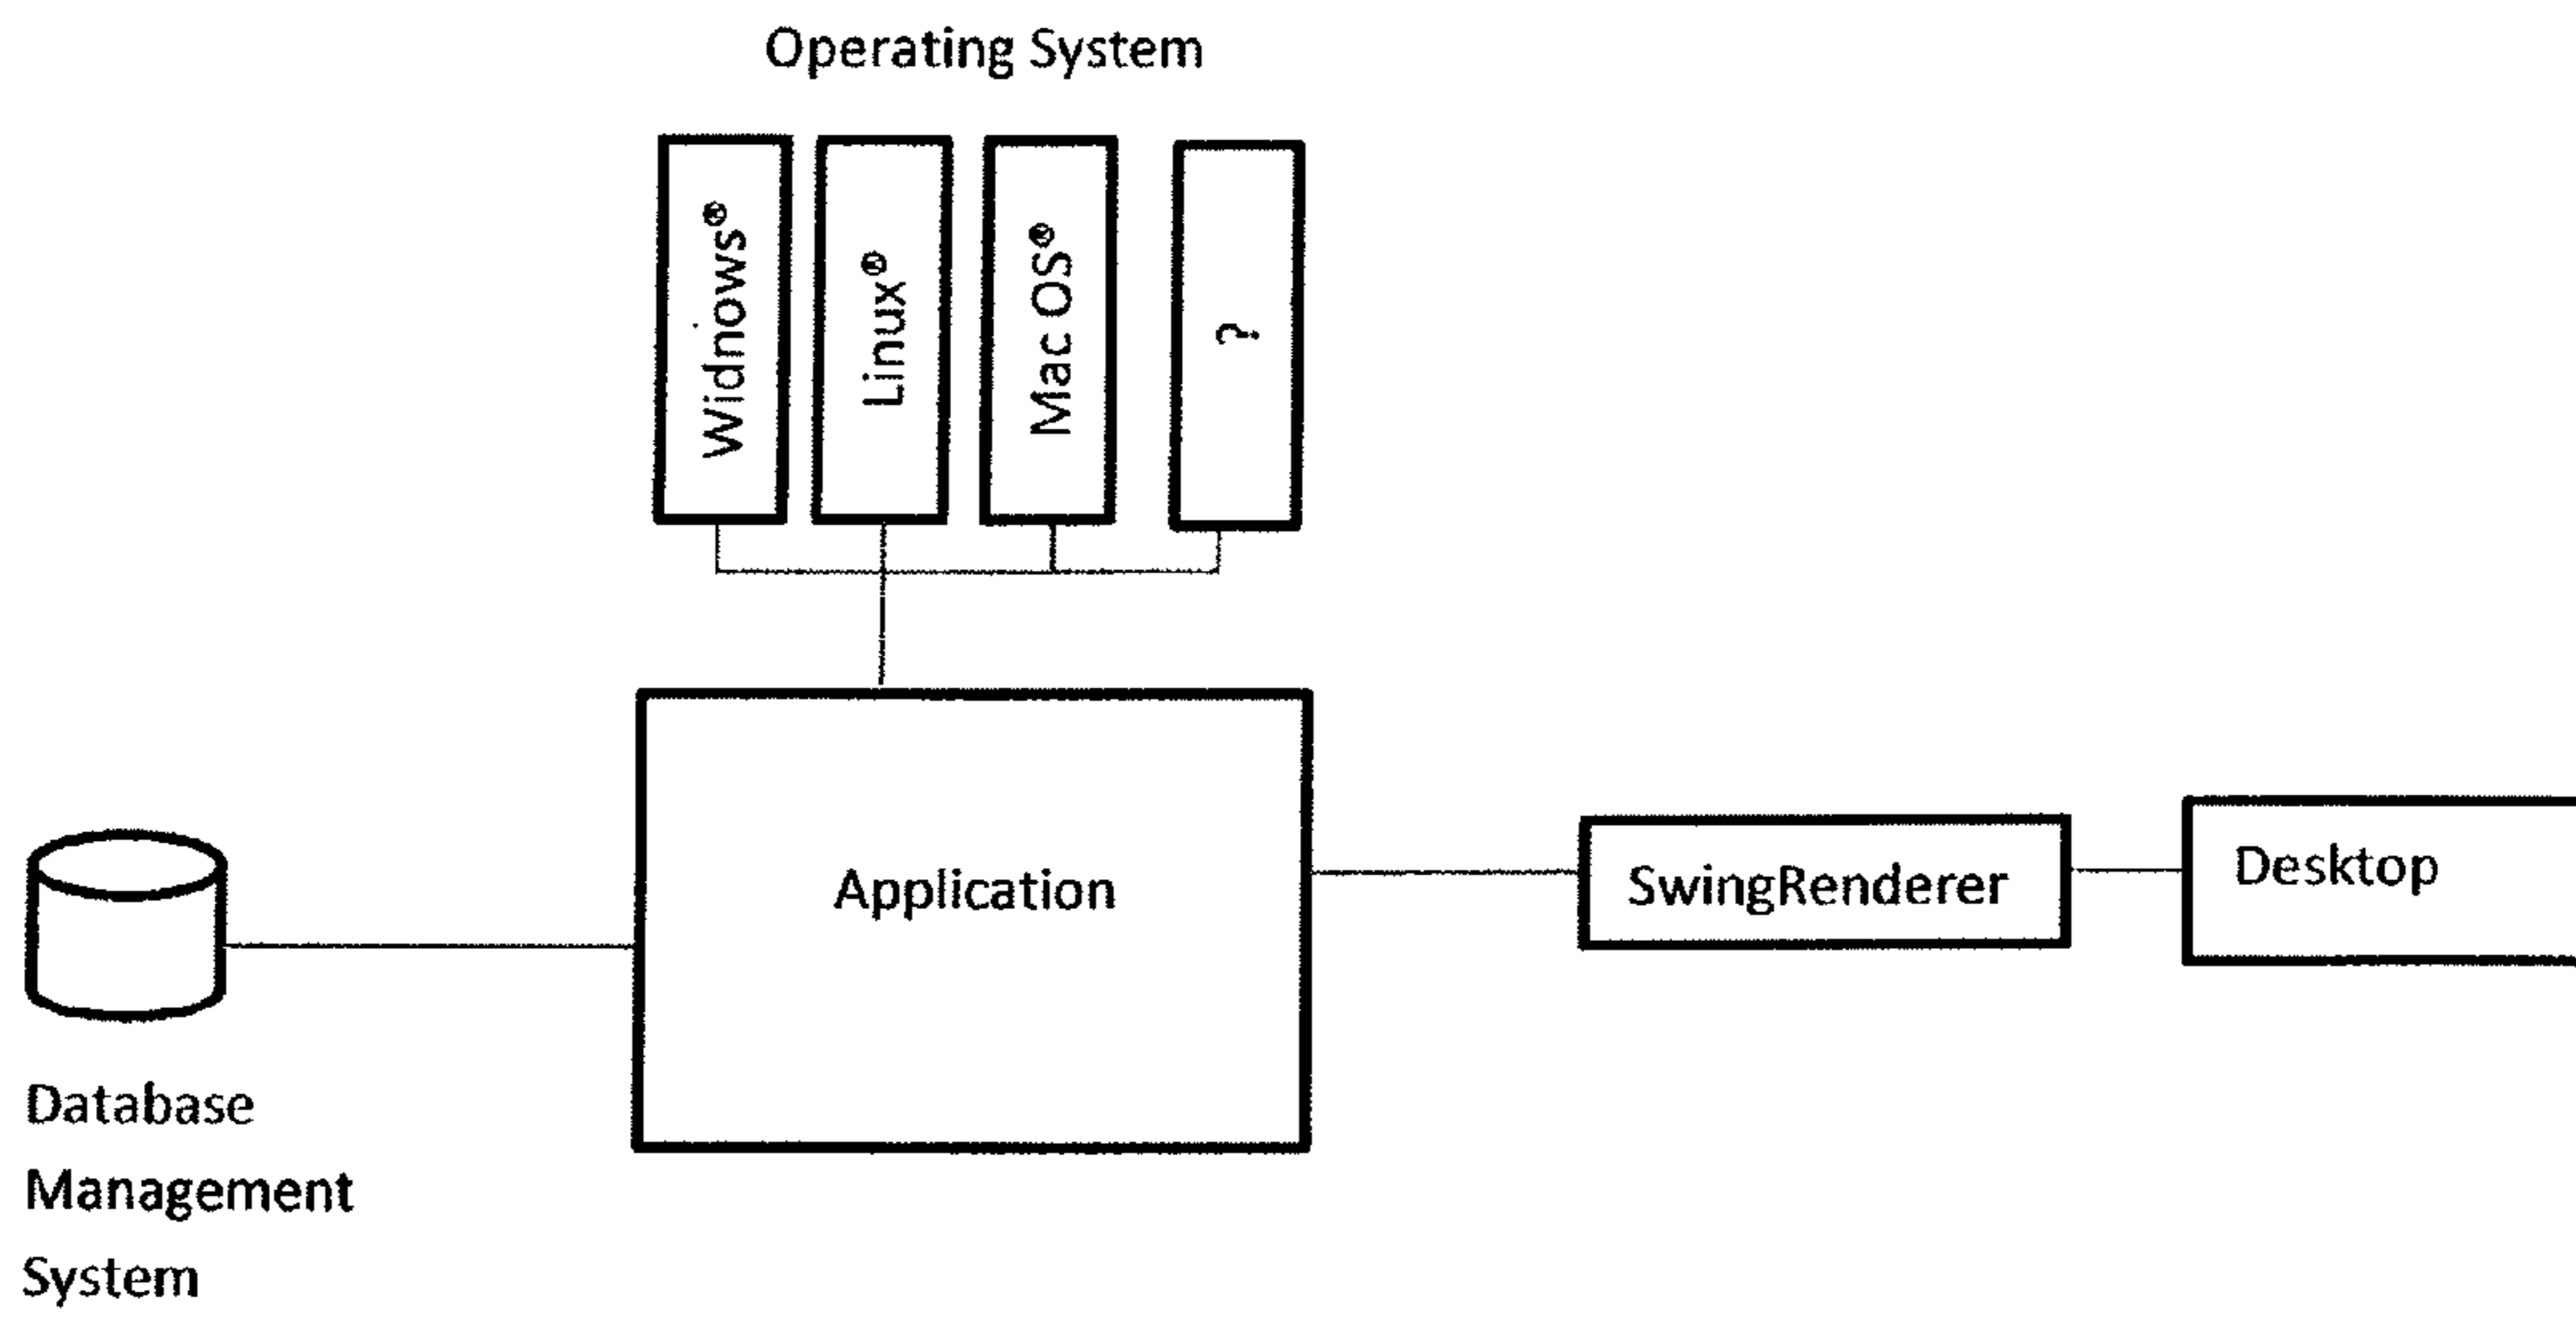 Operating System
Widnows®
Linux®
Mac OS®
?
Application
SwingRenderer
Desktop
Database
Management
System